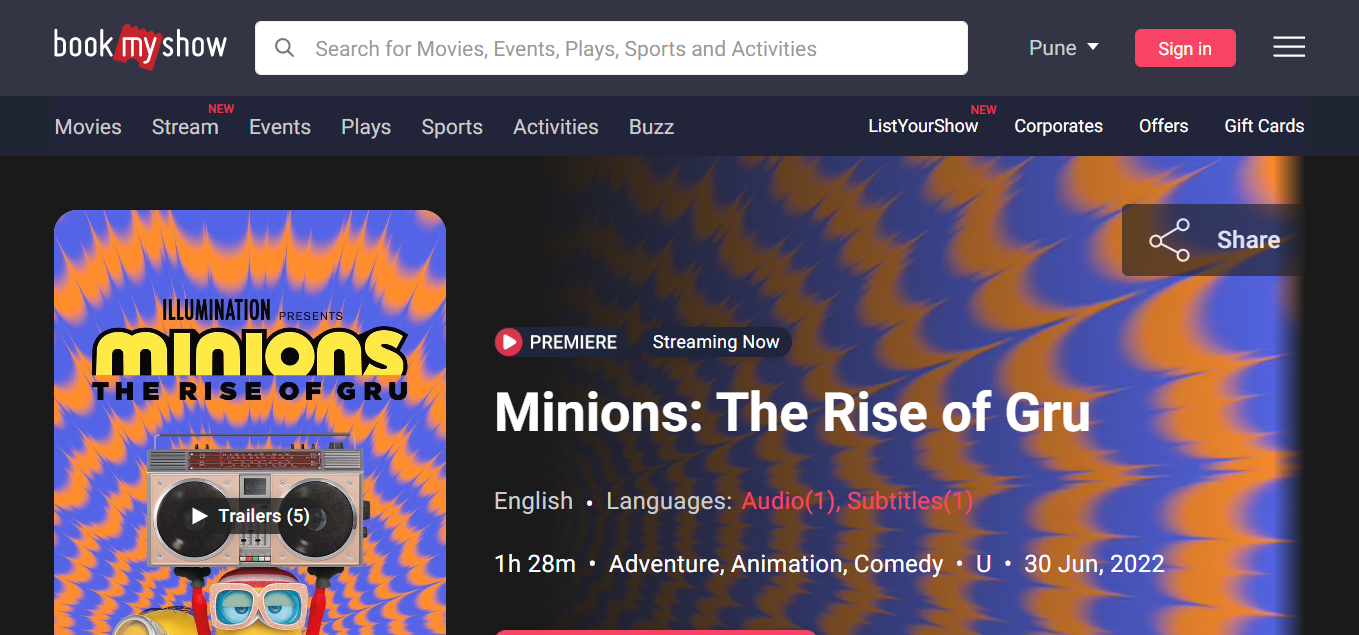 bookmyshow
Search for Movies, Events, Plays, Sports and Activities
Pune
Sign in
Movies
Stream
NEW
Events
Plays
Sports
Activities
Buzz
ListYourShow
NEW
Corporates
Offers
Gift Cards
Share
ILLUMINATION PRESENTS
minions
THE RISE OF GRU
Trailers (5)
PREMIERE
Streaming Now
Minions: The Rise of Gru
English • Languages: Audio(1), Subtitles(1)
1h 28m • Adventure, Animation, Comedy • U • 30 Jun, 2022